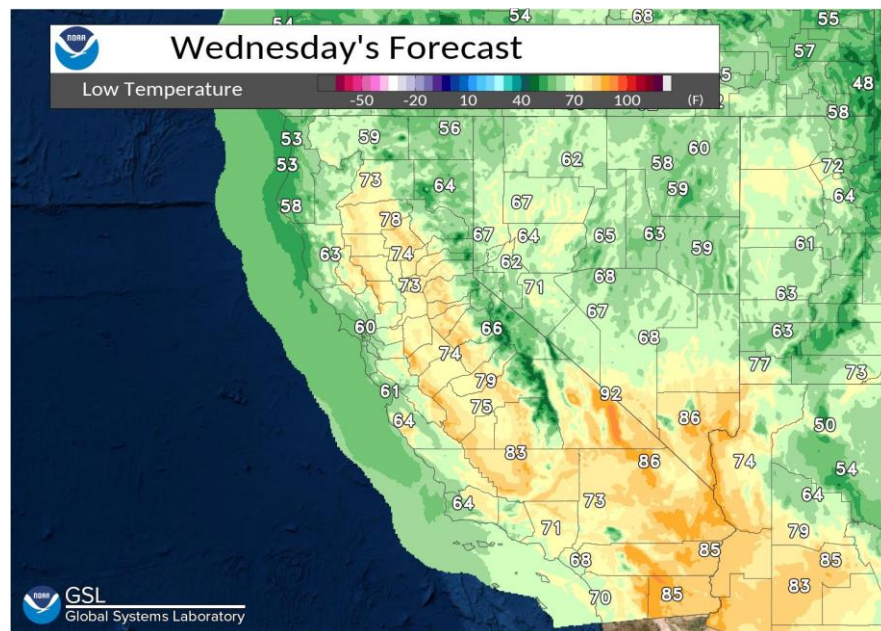 54 54 68 55
NOAA
Wednesday's Forecast
57
Low Temperature
-50 -20 10 40 70 100 (F)
48
58
53 59 56 60
53 62 58 72
73 64 59 64
58 78 67
63 74 67 64 65 63 59 61
73 62 68
71 63
60 66 67 68 63
74 77 73
61 79 92
64 75 86 50
83 86 74 54
64 73 64
71 79
68 85 85
70 85 83
NOAA
GSL
Global Systems Laboratory